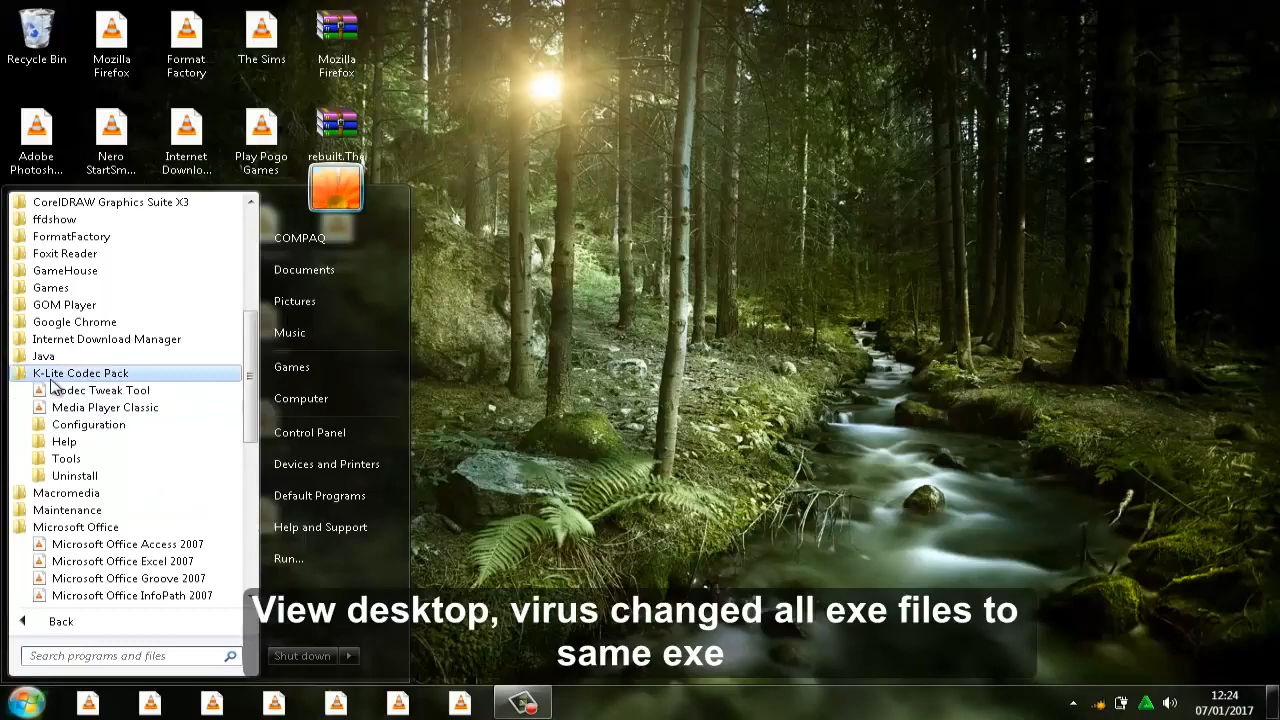 Recycle Bin
Mozilla
Firefox
Format
Factory
The Sims
Mozilla
Firefox
Adobe
Photosh...
Nero
StartSm...
Internet
Downlo...
Play Pogo
Games
rebuilt.The
CorelDRAW Graphics Suite X3
ffdshow
FormatFactory
Foxit Reader
GameHouse
Games
GOM Player
Google Chrome
Internet Download Manager
Java
K-Lite Codec Pack
Codec Tweak Tool
Media Player Classic
Configuration
Help
Tools
Uninstall
Macromedia
Maintenance
Microsoft Office
Microsoft Office Access 2007
Microsoft Office Excel 2007
Microsoft Office Groove 2007
Microsoft Office InfoPath 2007
Back
Search programs and files
COMPAQ
Documents
Pictures
Music
Games
Computer
Control Panel
Devices and Printers
Default Programs
Help and Support
Run...
Shut down
View desktop, virus changed all exe files to
same exe
12:24
07/01/2017